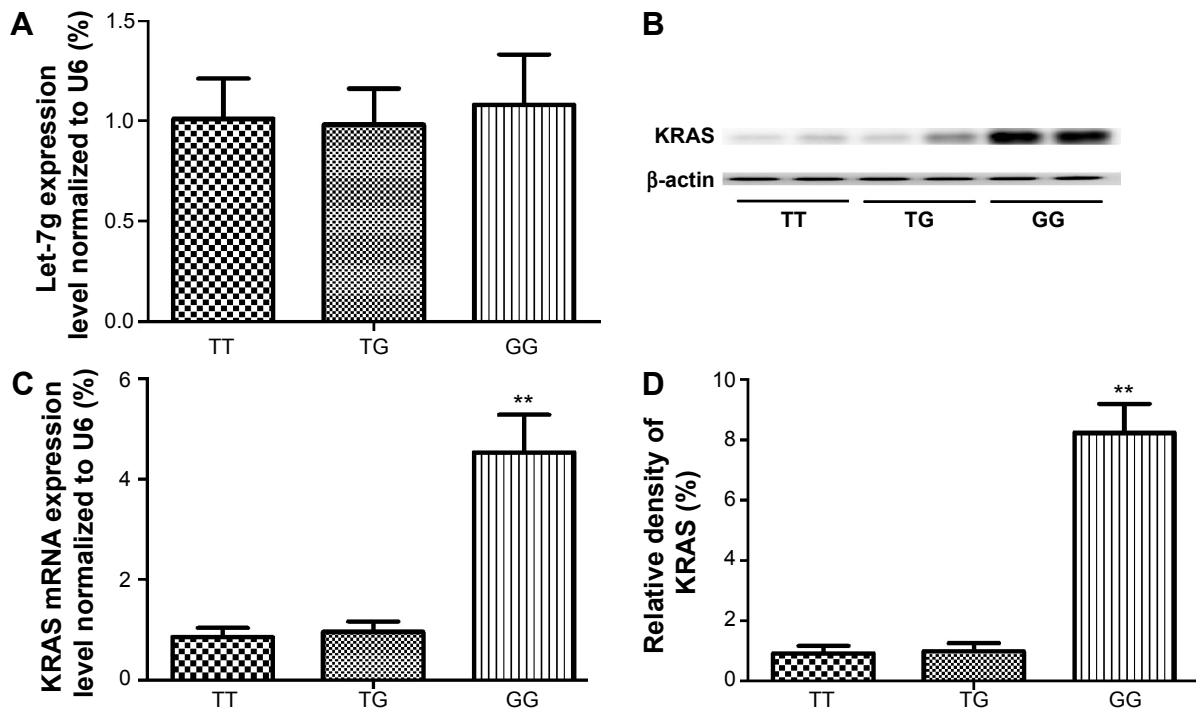 A
Let-7g expression
level normalized to U6 (%)
1.5
1.0
0.5
0.0
TT TG GG
B
KRAS
β-actin
TT TG GG
C
KRAS mRNA expression
level normalized to U6 (%)
6
4
2
0
**
TT TG GG
D
Relative density of
KRAS (%)
10
8
6
4
2
0
**
TT TG GG